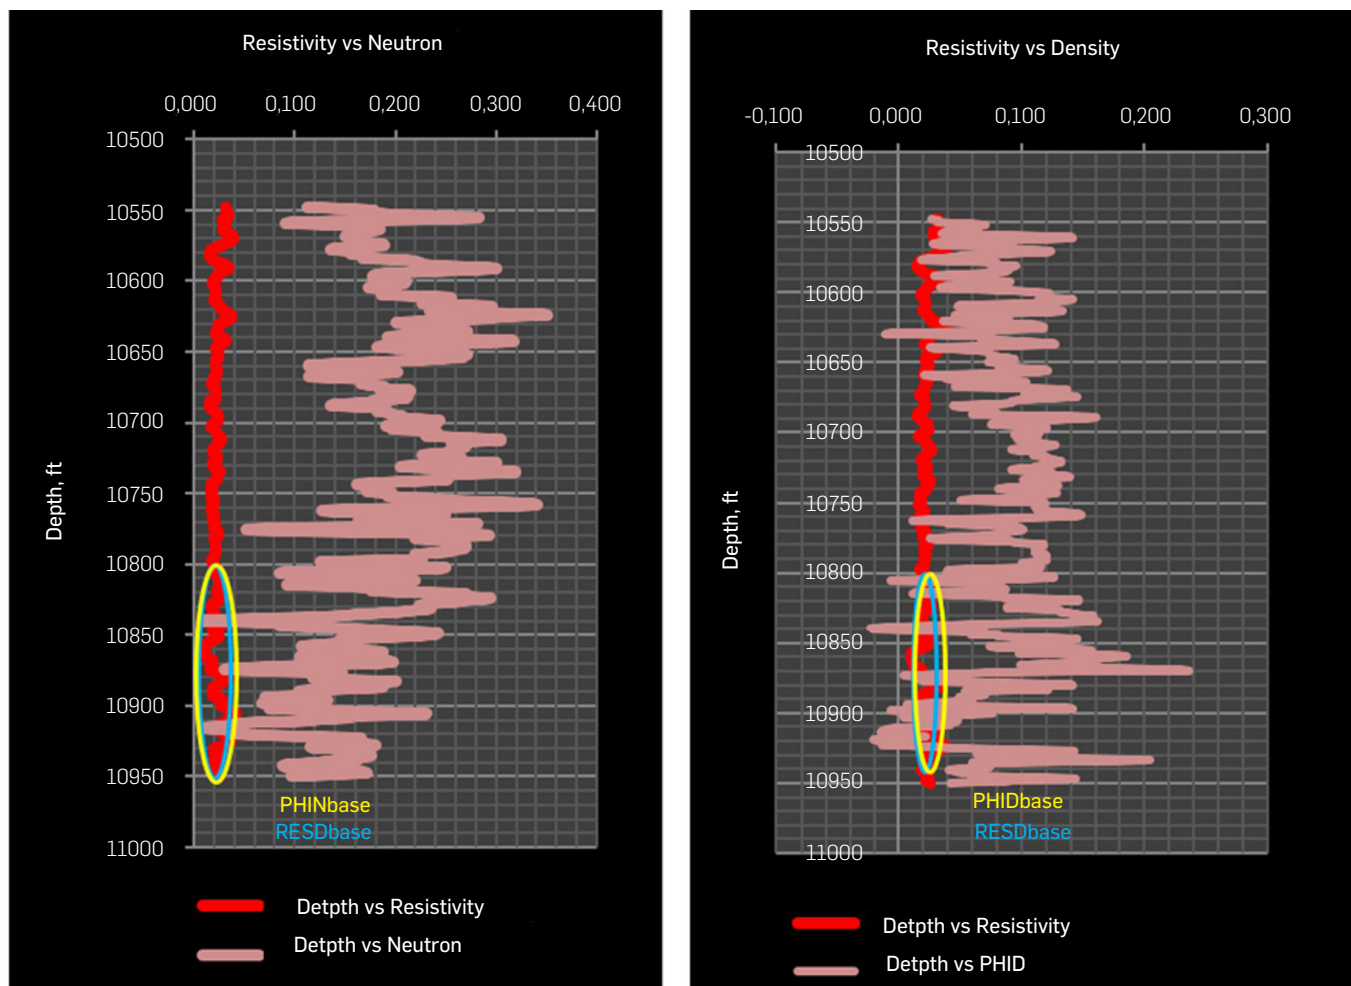 Resistivity vs Neutron
0,000 0,100 0,200 0,300 0,400
10500
10550
10600
10650
10700
10750
10800
10850
10900
10950
11000
Depth, ft
PHINbase
RESDbase
Detpth vs Resistivity
Detpth vs Neutron
Resistivity vs Density
-0,100 0,000 0,100 0,200 0,300
10500
10550
10600
10650
10700
10750
10800
10850
10900
10950
11000
Depth, ft
PHIDbase
RESDbase
Detpth vs Resistivity
Detpth vs PHID